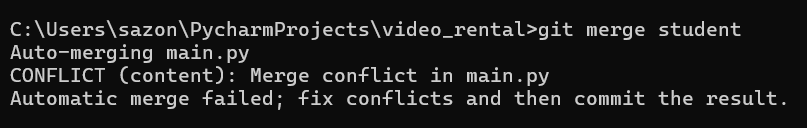 C:\Users\sazon\PycharmProjects\video_rental>git merge student
Auto-merging main.py
CONFLICT (content): Merge conflict in main.py
Automatic merge failed; fix conflicts and then commit the result.